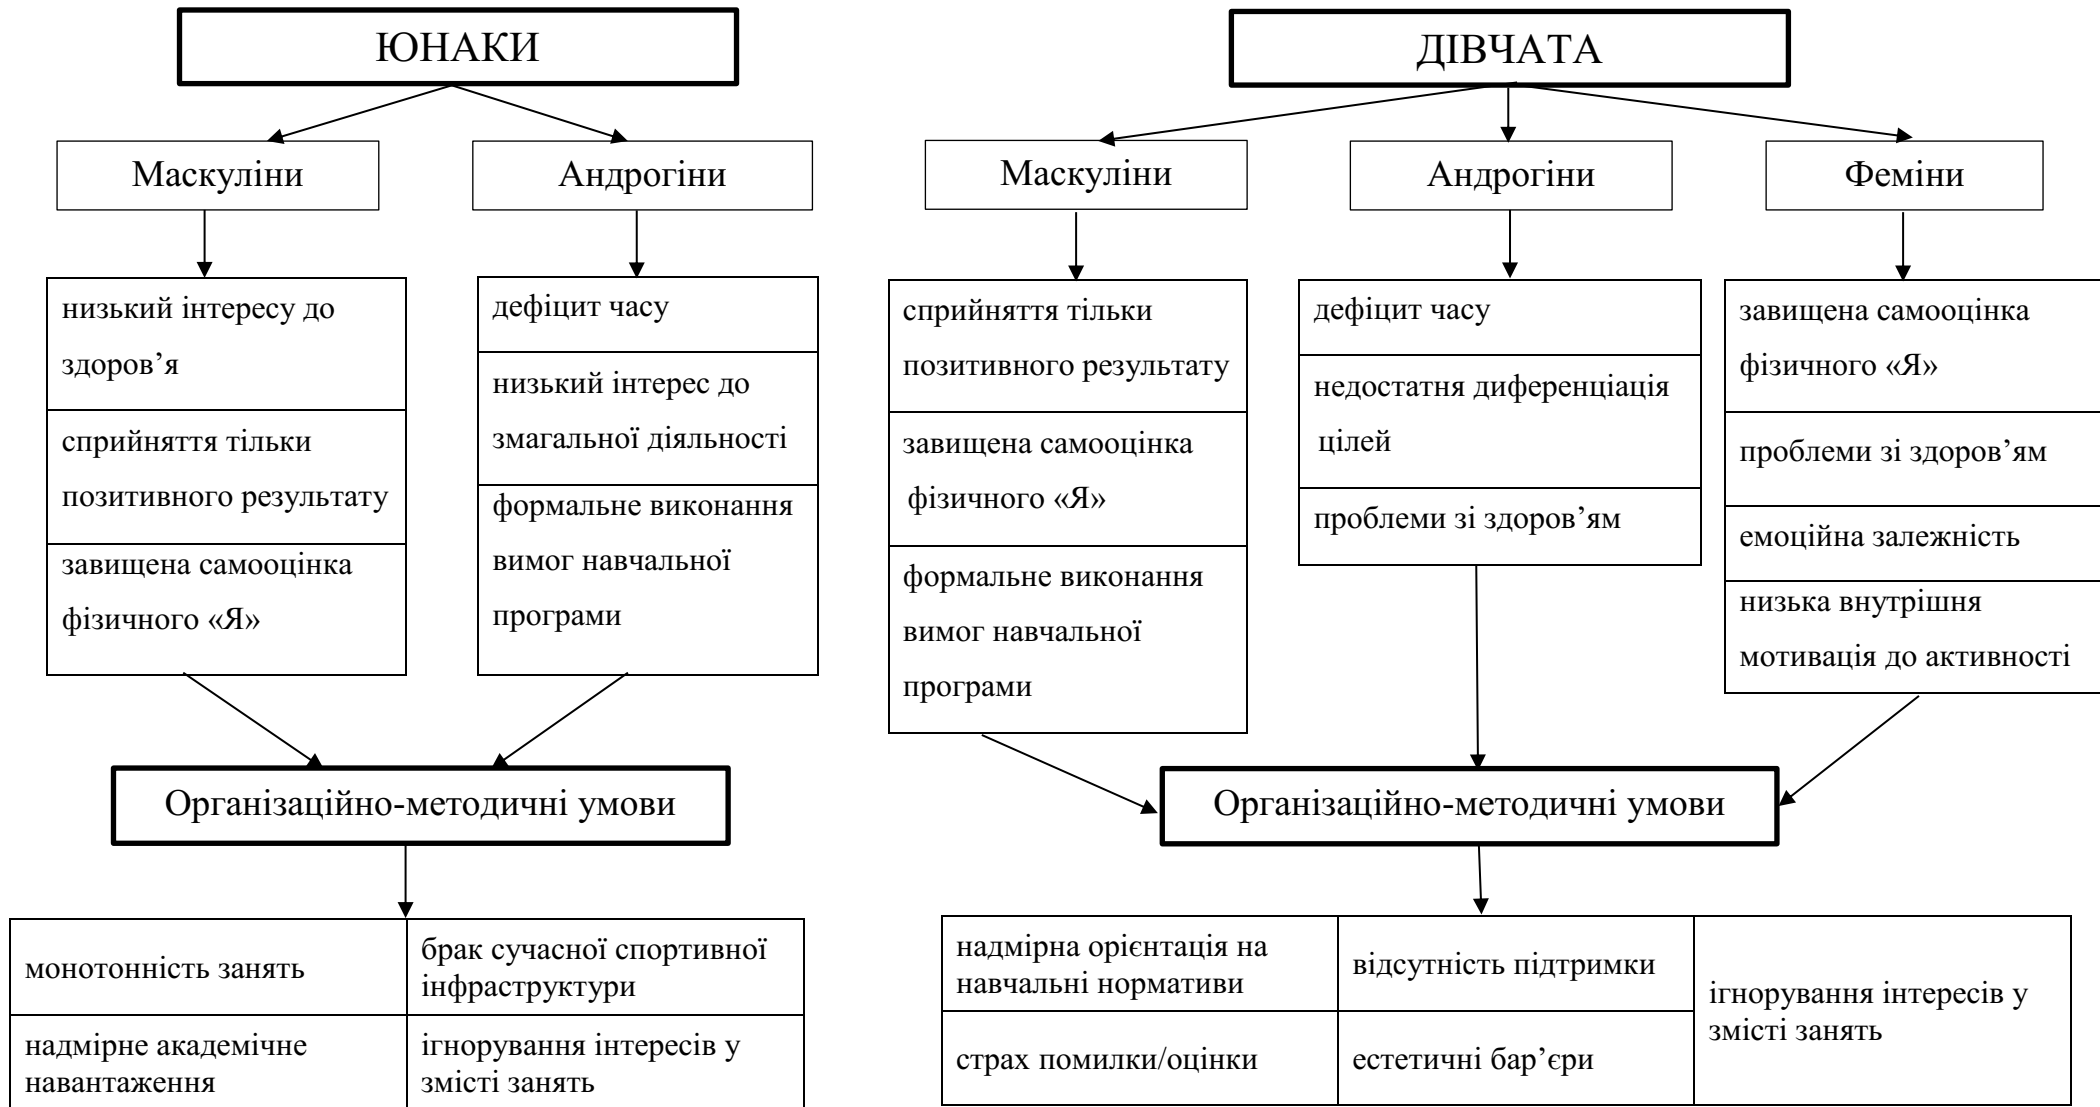 ЮНАКИ
Маскуліни
Андрогіни
низький інтересу до
здоров’я
сприйняття тільки
позитивного результату
завищена самооцінка
фізичного «Я»
дефіцит часу
низький інтерес до
змагальної діяльності
формальне виконання
вимог навчальної
програми
Організаційно-методичні умови
монотонність занять
брак сучасної спортивної
інфраструктури
надмірне академічне
навантаження
ігнорування інтересів у
змісті занять
ДІВЧАТА
Маскуліни
Андрогіни
Феміни
сприйняття тільки
позитивного результату
завищена самооцінка
фізичного «Я»
формальне виконання
вимог навчальної
програми
дефіцит часу
недостатня диференціація
цілей
проблеми зі здоров’ям
завищена самооцінка
фізичного «Я»
проблеми зі здоров’ям
емоційна залежність
низька внутрішня
мотивація до активності
Організаційно-методичні умови
надмірна орієнтація на
навчальні нормативи
відсутність підтримки
ігнорування інтересів у
змісті занять
страх помилки/оцінки
естетичні бар’єри